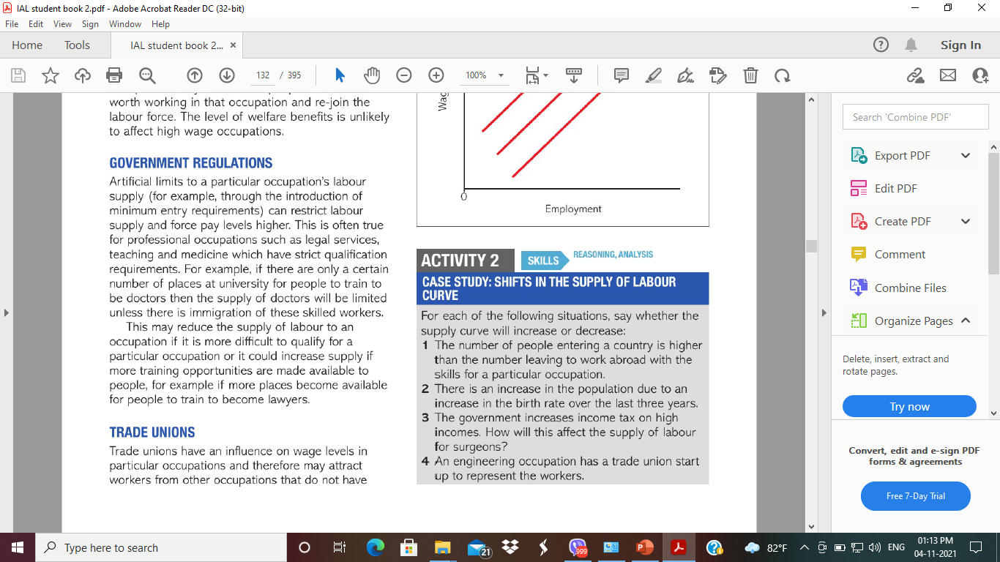 IAL student book 2.pdf - Adobe Acrobat Reader DC (32-bit)
File Edit View Sign Window Help
Home Tools IAL student book 2... × Sign In
132 / 395 100%
worth working in that occupation and re-join the
labour force. The level of welfare benefits is unlikely
to affect high wage occupations.
GOVERNMENT REGULATIONS
Artificial limits to a particular occupation's labour
supply (for example, through the introduction of
minimum entry requirements) can restrict labour
supply and force pay levels higher. This is often true
for professional occupations such as legal services,
teaching and medicine which have strict qualification
requirements. For example, if there are only a certain
number of places at university for people to train to
be doctors then the supply of doctors will be limited
unless there is immigration of these skilled workers.
This may reduce the supply of labour to an
occupation if it is more difficult to qualify for a
particular occupation or it could increase supply if
more training opportunities are made available to
people, for example if more places become available
for people to train to become lawyers.
TRADE UNIONS
Trade unions have an influence on wage levels in
particular occupations and therefore may attract
workers from other occupations that do not have
Wag
0
Employment
ACTIVITY 2 SKILLS REASONING, ANALYSIS
CASE STUDY: SHIFTS IN THE SUPPLY OF LABOUR
CURVE
For each of the following situations, say whether the
supply curve will increase or decrease:
1 The number of people entering a country is higher
than the number leaving to work abroad with the
skills for a particular occupation.
2 There is an increase in the population due to an
increase in the birth rate over the last three years.
3 The government increases income tax on high
incomes. How will this affect the supply of labour
for surgeons?
4 An engineering occupation has a trade union start
up to represent the workers.
Search 'Combine PDF'
Export PDF
Edit PDF
Create PDF
Comment
Combine Files
Organize Pages
Delete, insert, extract and
rotate pages.
Try now
Convert, edit and e-sign PDF
forms & agreements
Free 7-Day Trial
Type here to search
21
999
82°F
ENG
01:13 PM
04-11-2021